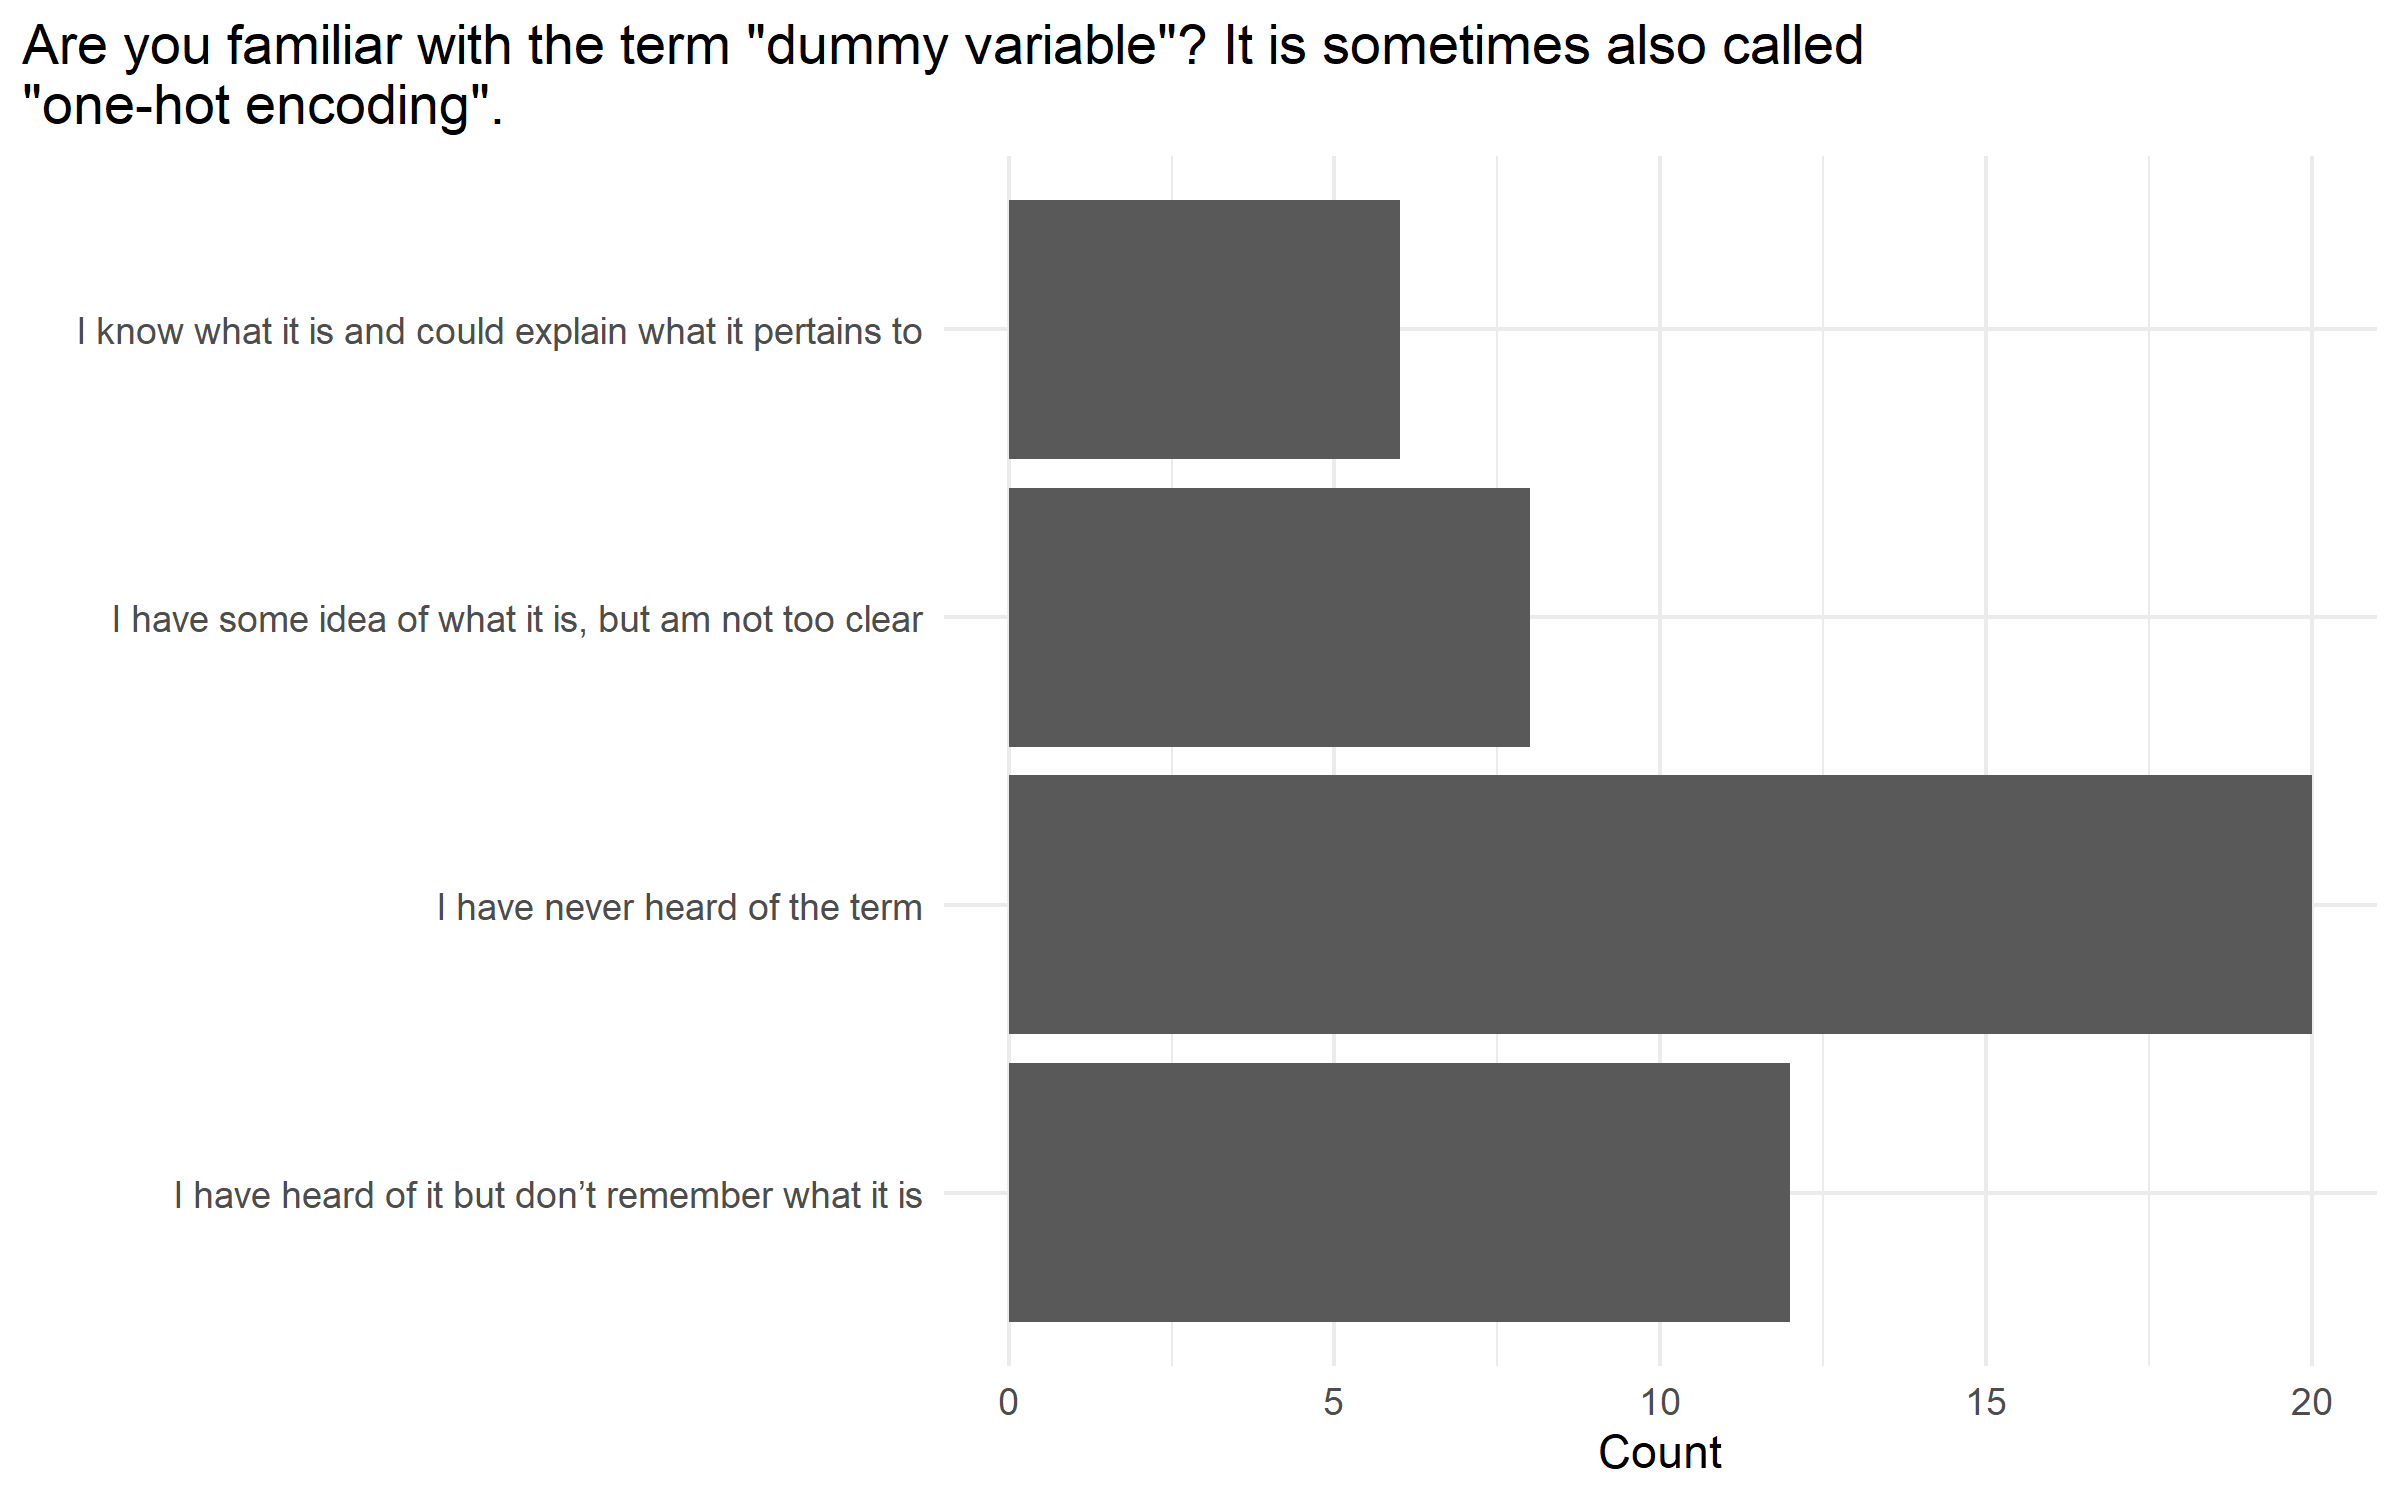 Are you familiar with the term "dummy variable"? It is sometimes also called
"one-hot encoding".
I know what it is and could explain what it pertains to
I have some idea of what it is, but am not too clear
I have never heard of the term
I have heard of it but don’t remember what it is
0 5 10 15 20
Count